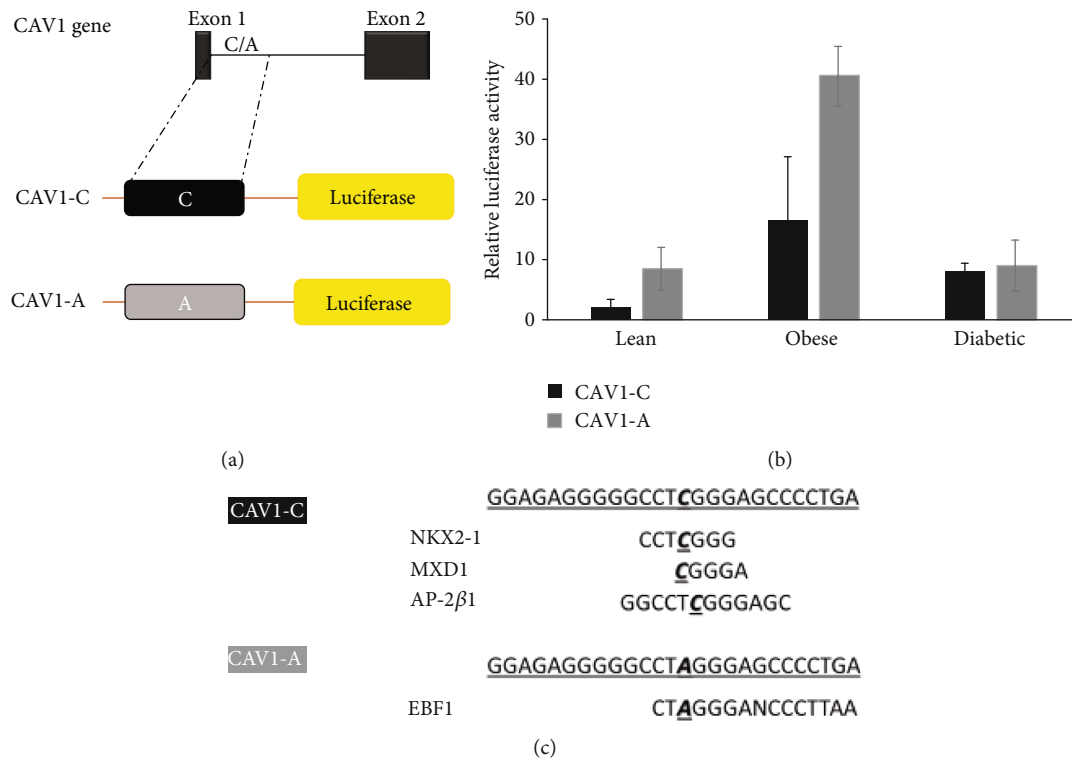 CAV1 gene
Exon 1
Exon 2
C/A
CAV1-C
C
Luciferase
CAV1-A
A
Luciferase
(a)
Relative luciferase activity
50
40
30
20
10
0
Lean
Obese
Diabetic
CAV1-C
CAV1-A
(b)
CAV1-C
GGAGAGGGGGCCTCGGGAGCCCCTGA
NKX2-1
CCTCGGG
MXD1
CGGGA
AP-2β1
GGCCTCGGGAGC
CAV1-A
GGAGAGGGGGCCTAGGGAGCCCCTGA
EBF1
CTAGGGANCCCTTAA
(c)